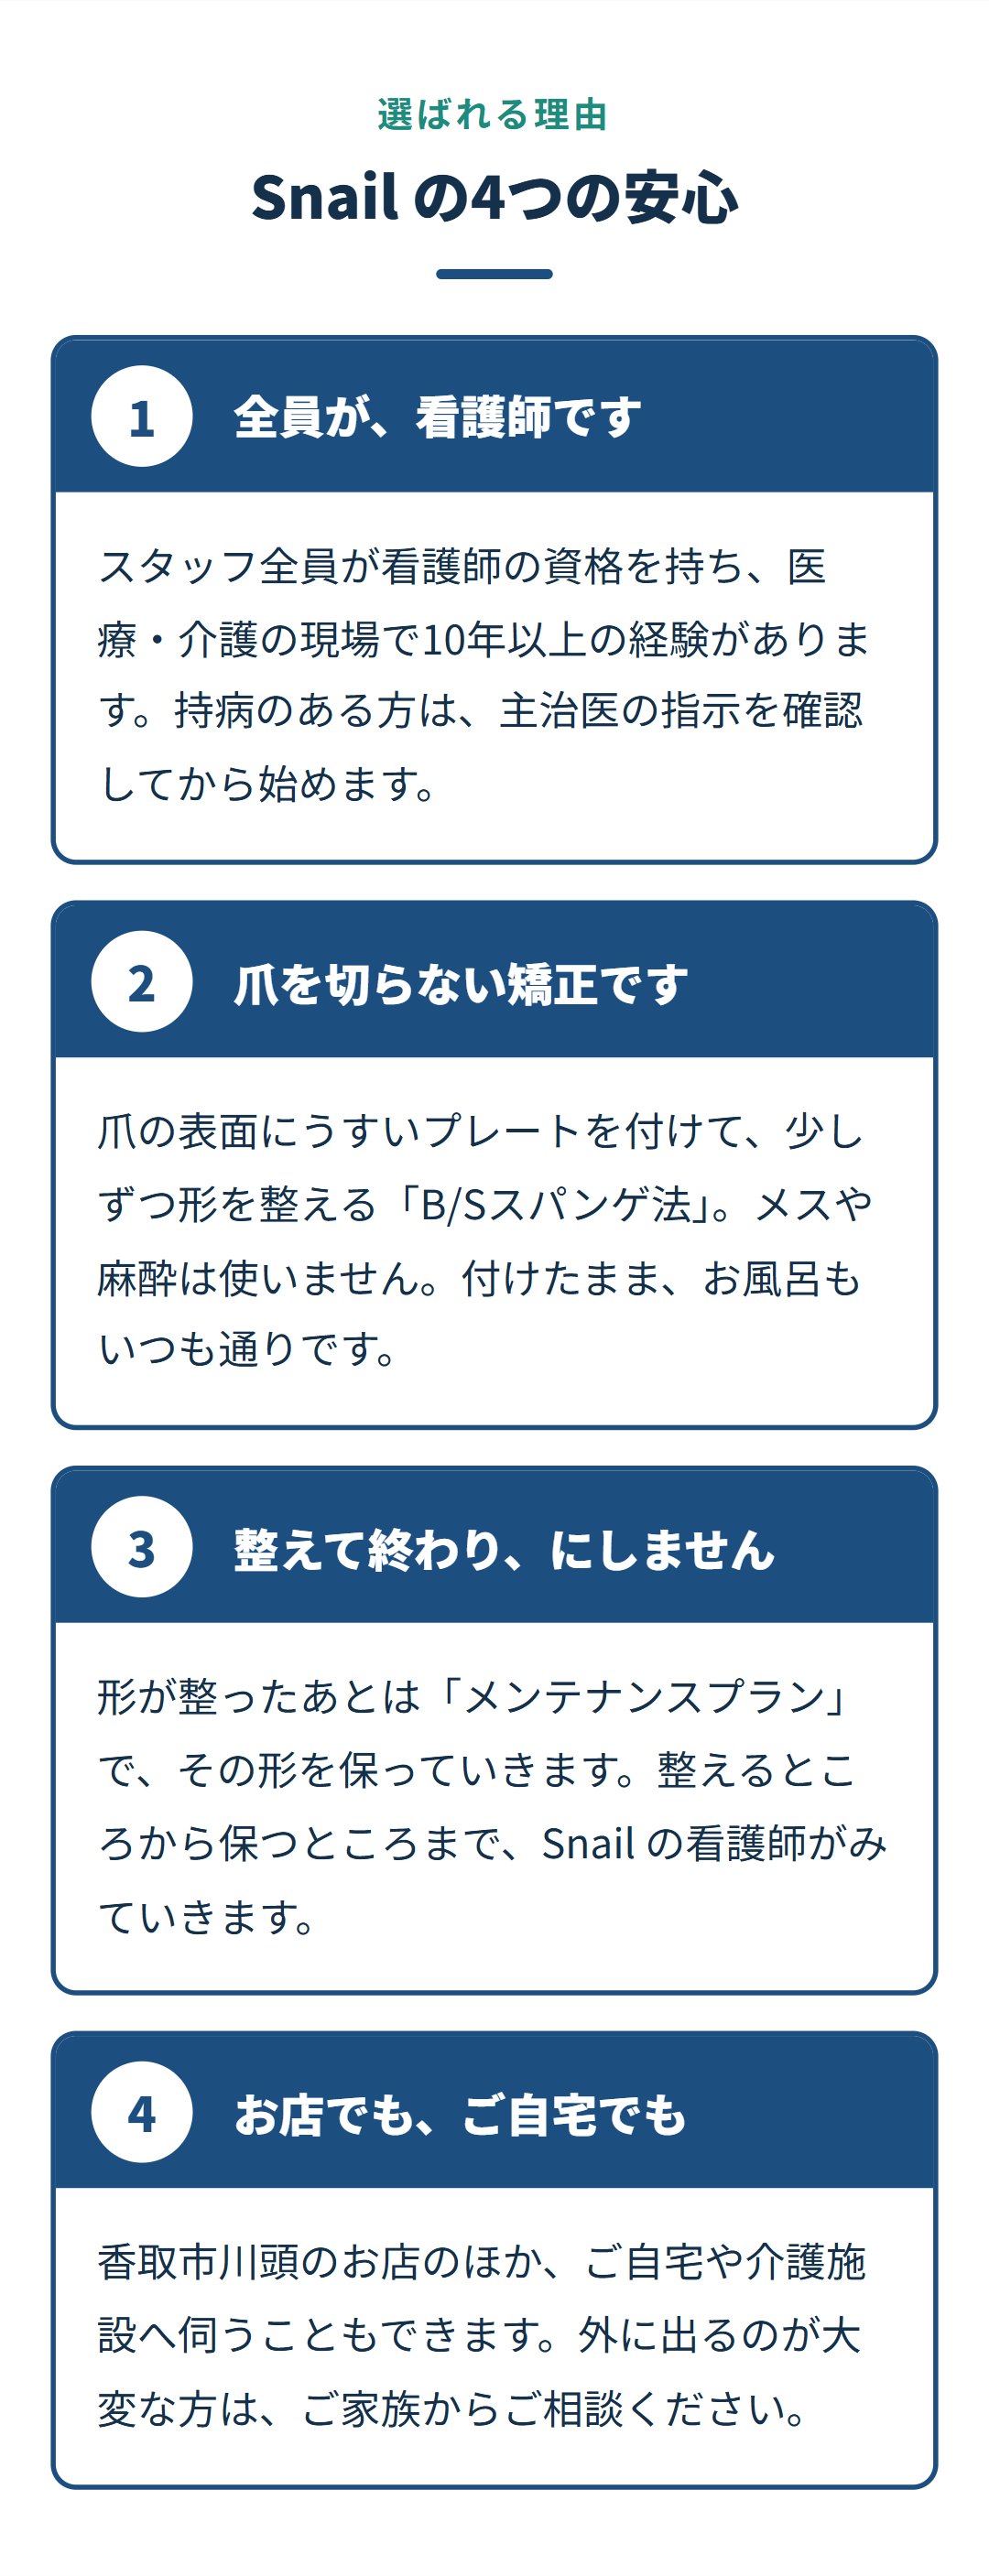 選ばれる理由
Snail の4つの安心
1 全員が、看護師です
スタッフ全員が看護師の資格を持ち、医
療・介護の現場で10年以上の経験がありま
す。持病のある方は、主治医の指示を確認
してから始めます。
2 爪を切らない矯正です
爪の表面にうすいプレートを付けて、少し
ずつ形を整える「B/Sスパンゲ法」。メスや
麻酔は使いません。付けたまま、お風呂も
いつも通りです。
3 整えて終わり、にしません
形が整ったあとは「メンテナンスプラン」
で、その形を保っていきます。整えるとこ
ろから保つところまで、Snail の看護師がみ
ていきます。
4 お店でも、ご自宅でも
香取市川頭のお店のほか、ご自宅や介護施
設へ伺うこともできます。外に出るのが大
変な方は、ご家族からご相談ください。